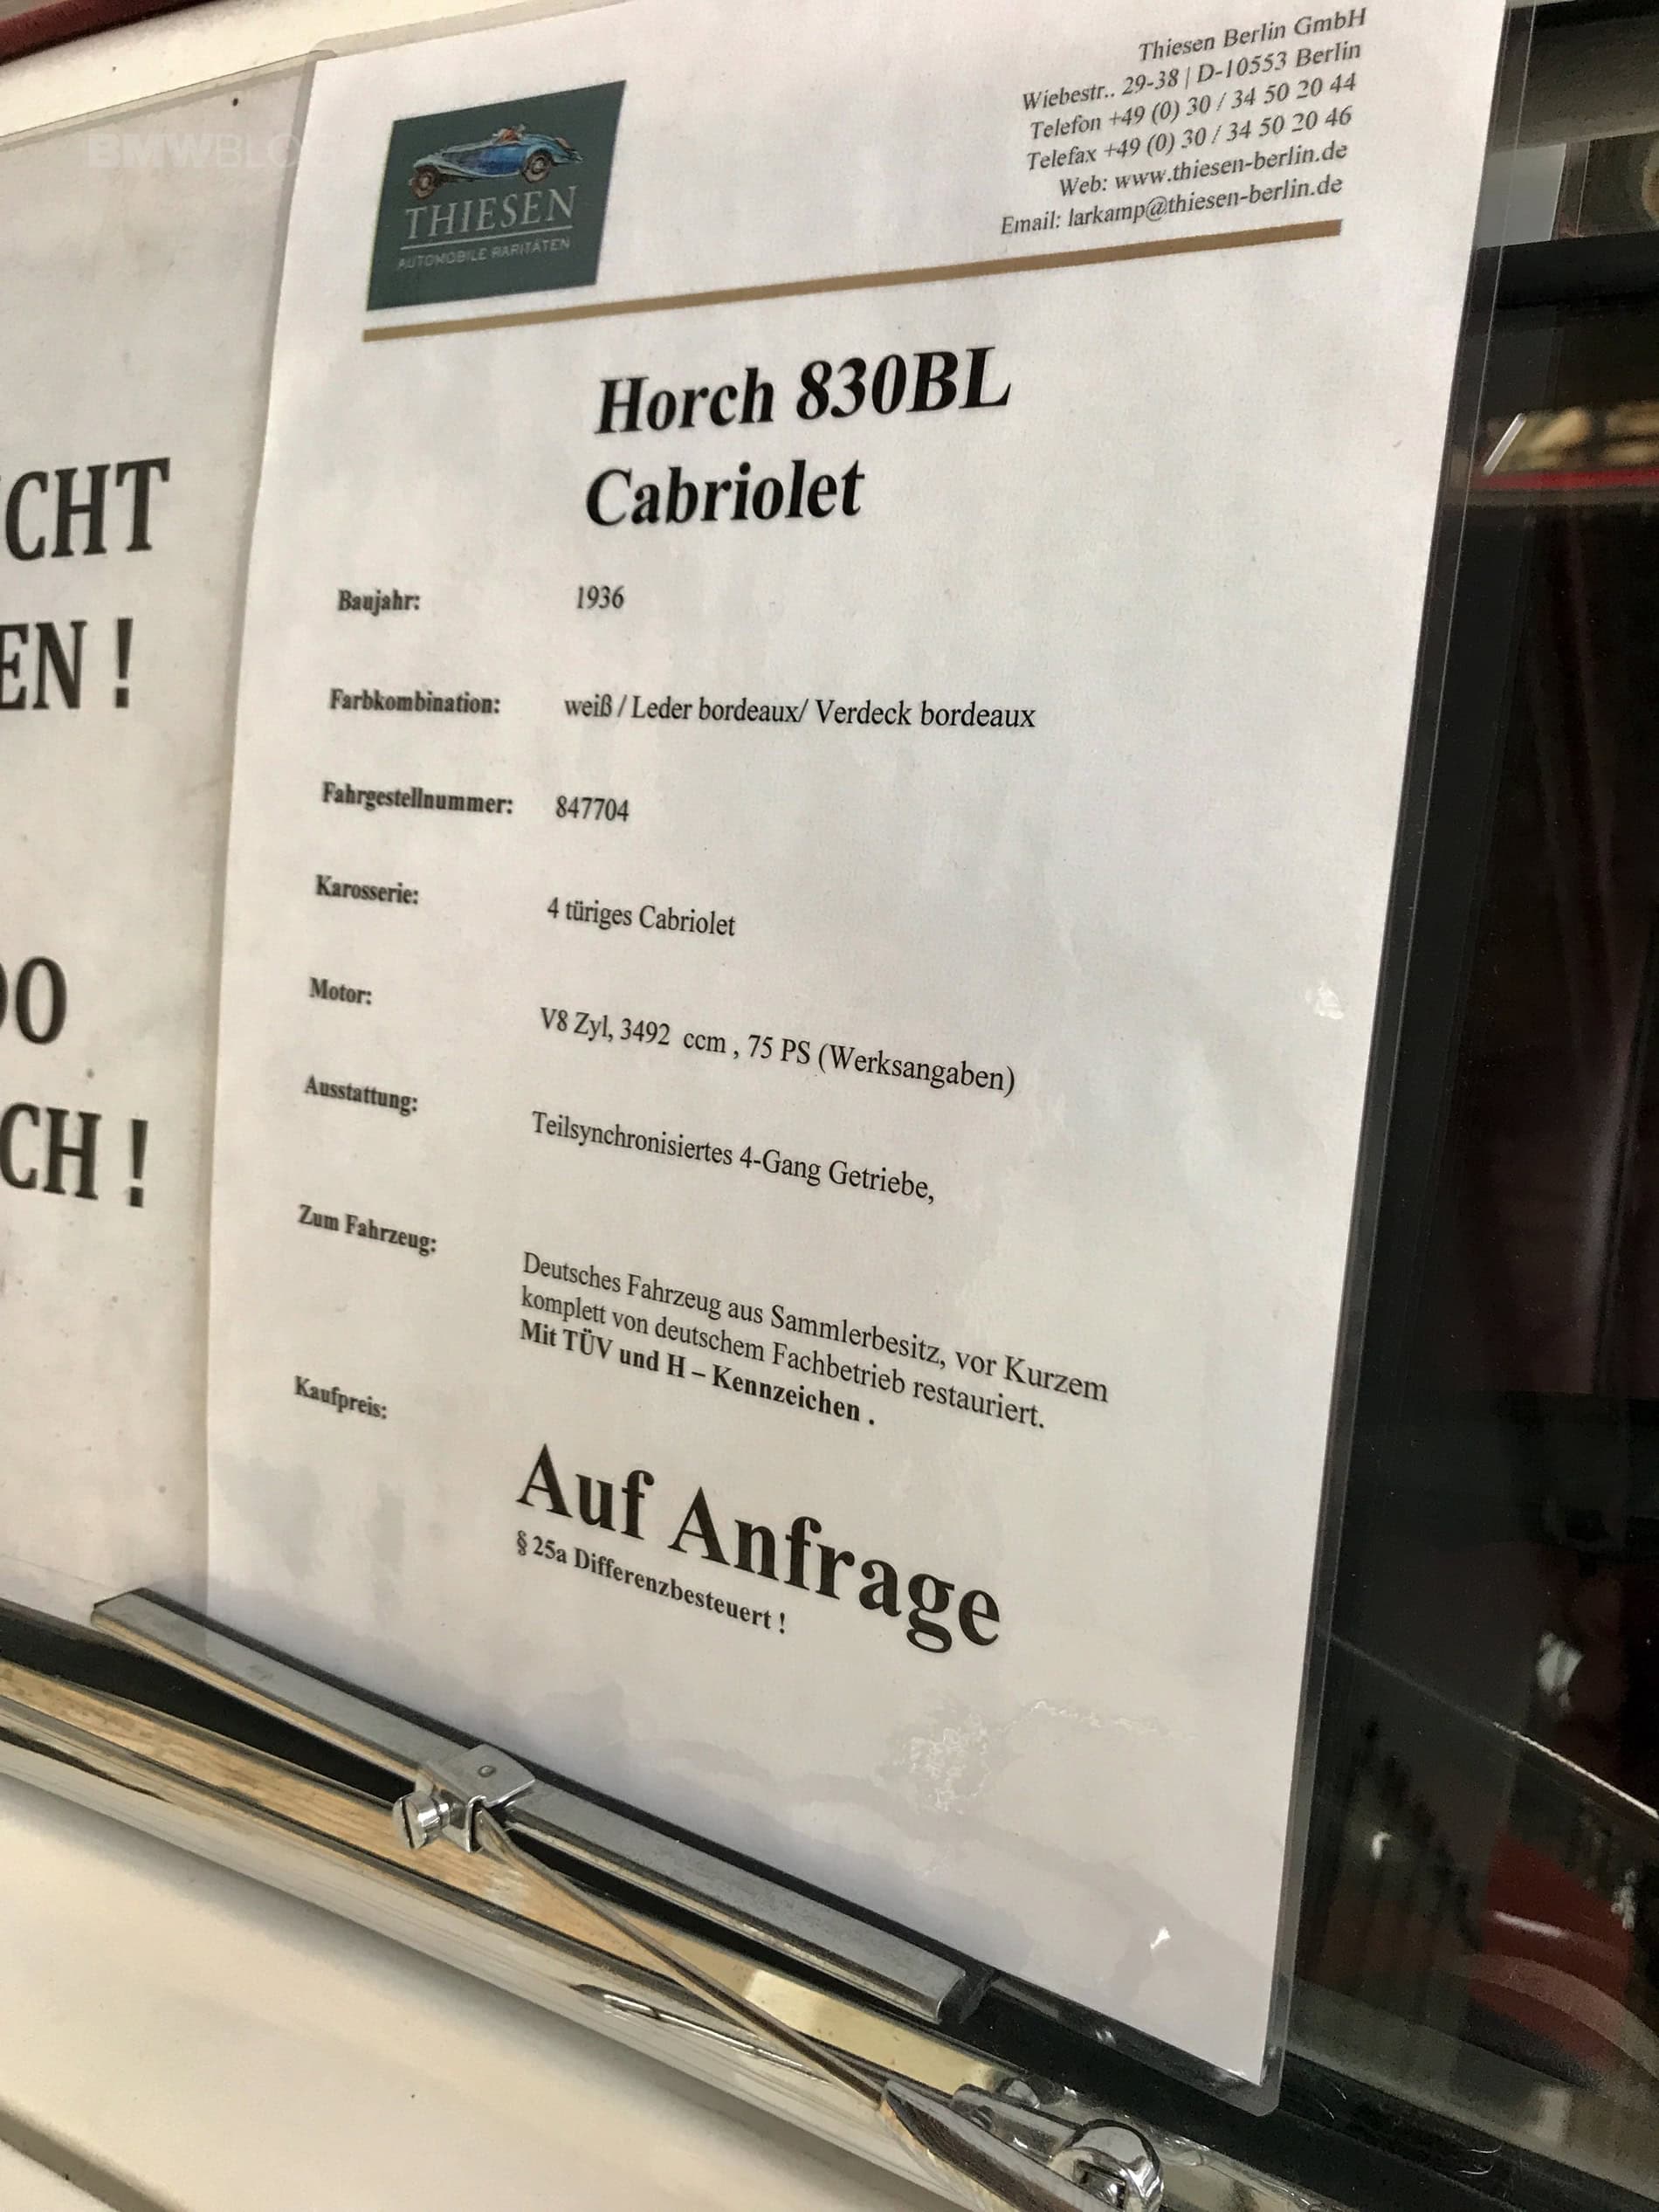 BMWBLO
THIESEN
AUTOMOBILE RARITÄTEN
Thiesen Berlin GmbH
Wiebestr.. 29-38 | D-10553 Berlin
Telefon +49 (0) 30 / 34 50 20 44
Telefax +49 (0) 30 / 34 50 20 46
Web: www.thiesen-berlin.de
Email: larkamp@thiesen-berlin.de
Horch 830BL
Cabriolet
Baujahr: 1936
Farbkombination: weiß / Leder bordeaux/ Verdeck bordeaux
Fahrgestellnummer: 847704
Karosserie: 4 türiges Cabriolet
Motor: V8 Zyl, 3492 ccm , 75 PS (Werksangaben)
Ausstattung: Teilsynchronisiertes 4-Gang Getriebe,
Zum Fahrzeug: Deutsches Fahrzeug aus Sammlerbesitz, vor Kurzem
komplett von deutschem Fachbetrieb restauriert.
Mit TÜV und H – Kennzeichen .
Kaufpreis: Auf Anfrage
§ 25a Differenzbesteuert !
CHT
EN !
OO
CH !